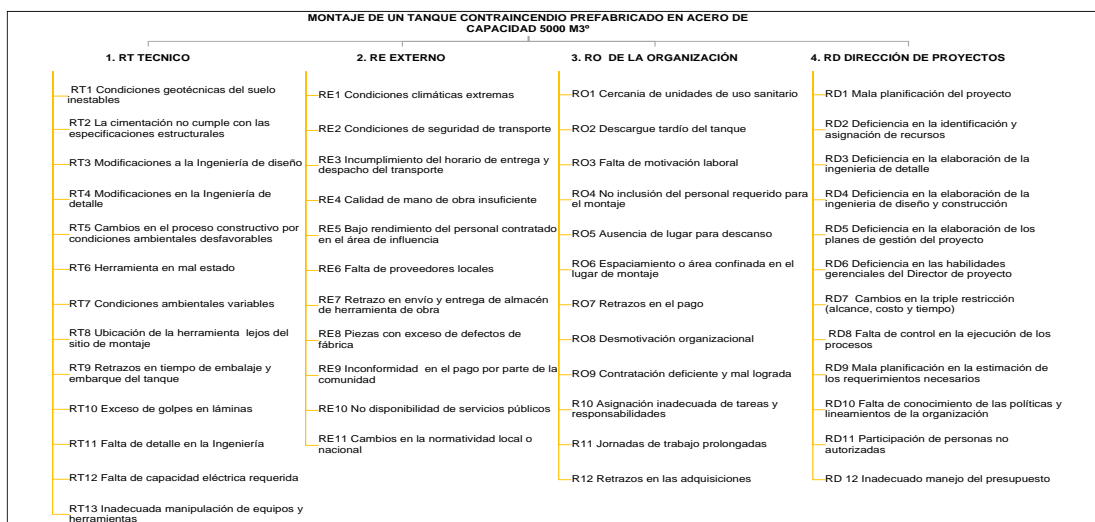 MONTAJE DE UN TANQUE CONTRAINCENDIO PREFABRICADO EN ACERO DE
CAPACIDAD 5000 M3º
1. RT TECNICO
RT1 Condiciones geotécnicas del suelo
inestables
RT2 La cimentación no cumple con las
especificaciones estructurales
RT3 Modificaciones a la Ingeniería de diseño
RT4 Modificaciones en la Ingeniería de
detalle
RT5 Cambios en el proceso constructivo por
condiciones ambientales desfavorables
RT6 Herramienta en mal estado
RT7 Condiciones ambientales variables
RT8 Ubicación de la herramienta lejos del
sitio de montaje
RT9 Retrazos en tiempo de embalaje y
embarque del tanque
RT10 Exceso de golpes en láminas
RT11 Falta de detalle en la Ingeniería
RT12 Falta de capacidad eléctrica requerida
RT13 Inadecuada manipulación de equipos y
herramientas
2. RE EXTERNO
RE1 Condiciones climáticas extremas
RE2 Condiciones de seguridad de transporte
RE3 Incumplimiento del horario de entrega y
despacho del transporte
RE4 Calidad de mano de obra insuficiente
RE5 Bajo rendimiento del personal contratado
en el área de influencia
RE6 Falta de proveedores locales
RE7 Retrazo en envío y entrega de almacén
de herramienta de obra
RE8 Piezas con exceso de defectos de
fábrica
RE9 Inconformidad en el pago por parte de la
comunidad
RE10 No disponibilidad de servicios públicos
RE11 Cambios en la normatividad local o
nacional
3. RO DE LA ORGANIZACIÓN
RO1 Cercania de unidades de uso sanitario
RO2 Descargue tardío del tanque
RO3 Falta de motivación laboral
RO4 No inclusión del personal requerido para
el montaje
RO5 Ausencia de lugar para descanso
RO6 Espaciamiento o área confinada en el
lugar de montaje
RO7 Retrazos en el pago
RO8 Desmotivación organizacional
RO9 Contratación deficiente y mal lograda
R10 Asignación inadecuada de tareas y
responsabilidades
R11 Jornadas de trabajo prolongadas
R12 Retrazos en las adquisiciones
4. RD DIRECCIÓN DE PROYECTOS
RD1 Mala planificación del proyecto
RD2 Deficiencia en la identificación y
asignación de recursos
RD3 Deficiencia en la elaboración de la
ingenieria de detalle
RD4 Deficiencia en la elaboración de la
ingenieria de diseño y construcción
RD5 Deficiencia en la elaboración de los
planes de gestión del proyecto
RD6 Deficiencia en las habilidades
gerenciales del Director de proyecto
RD7 Cambios en la triple restricción
(alcance, costo y tiempo)
RD8 Falta de control en la ejecución de los
procesos
RD9 Mala planificación en la estimación de
los requerimientos necesarios
RD10 Falta de conocimiento de las políticas y
lineamientos de la organización
RD11 Participación de personas no
autorizadas
RD 12 Inadecuado manejo del presupuesto